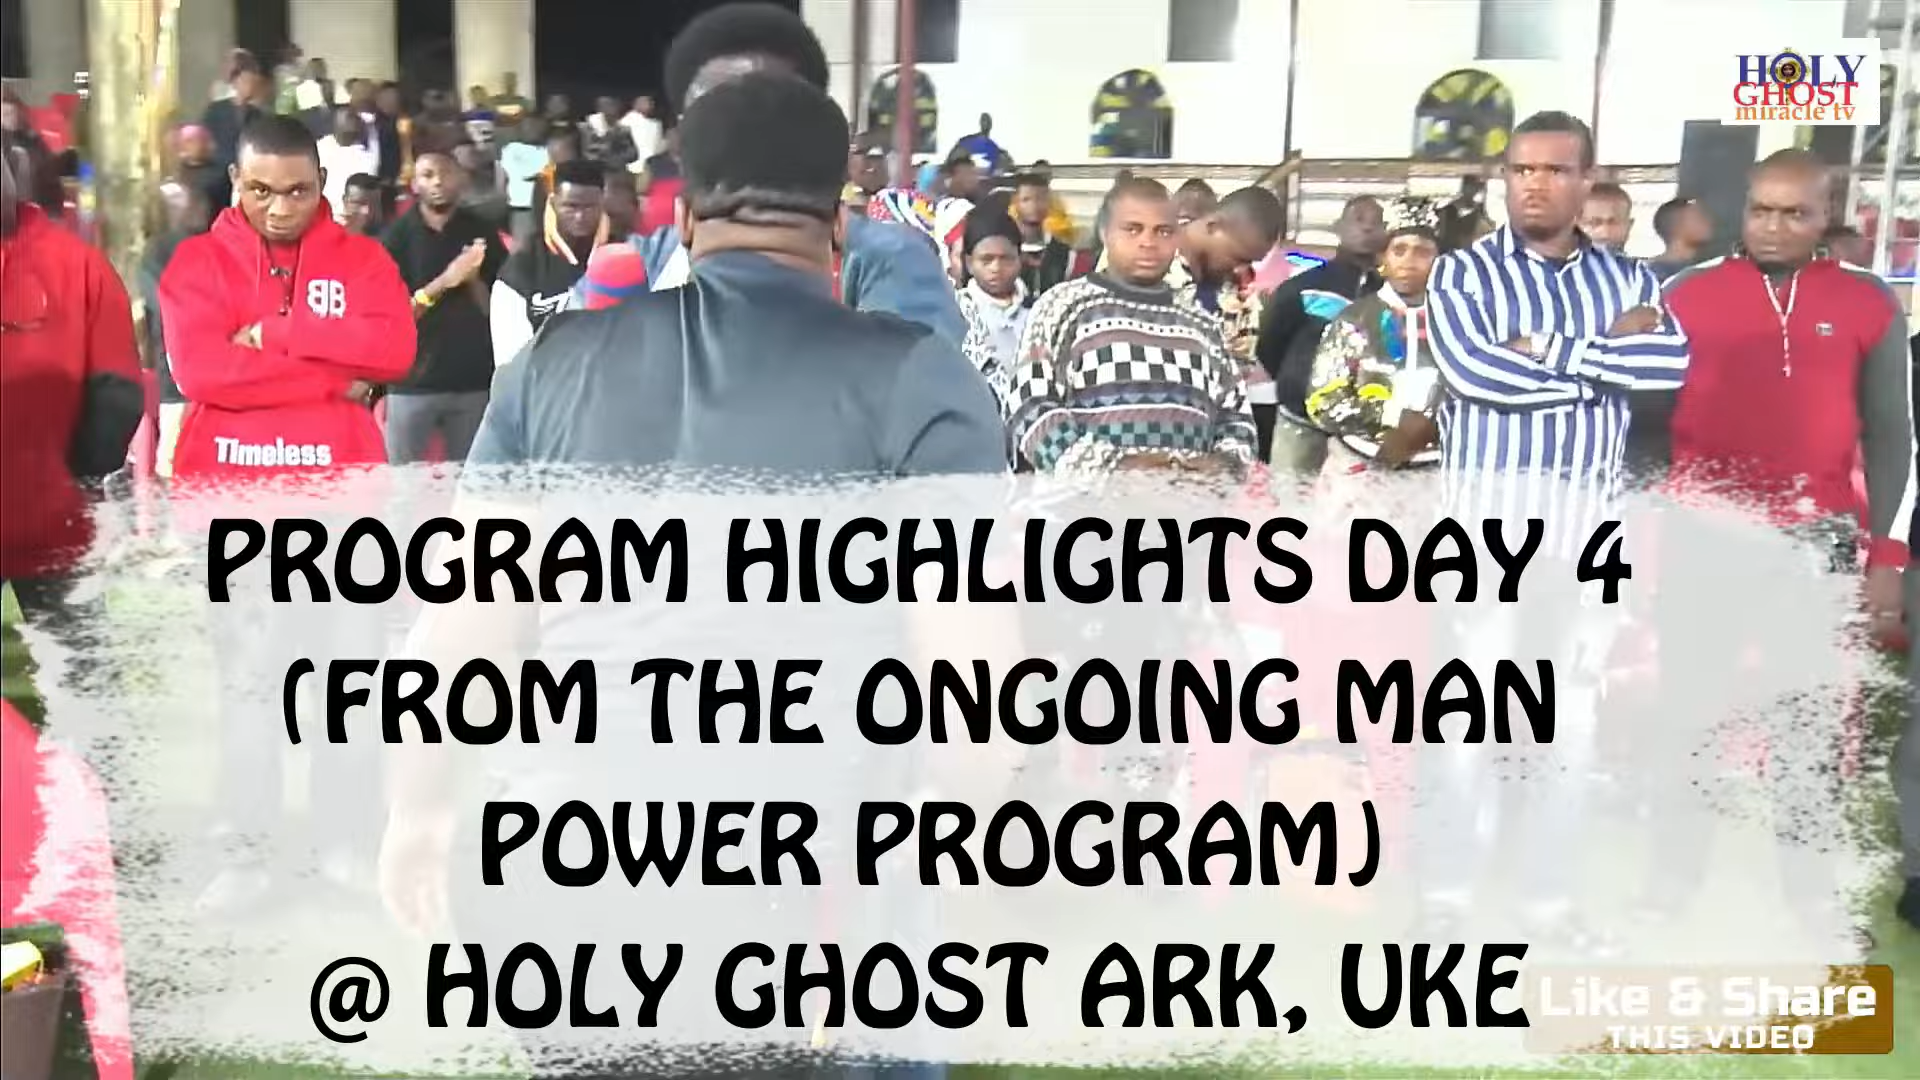 HOLY
GHOST
miracle tv
BB
Timeless
PROGRAM HIGHLIGHTS DAY 4
(FROM THE ONGOING MAN
POWER PROGRAM)
@ HOLY GHOST ARK, UKE
Like & Share
THIS VIDEO